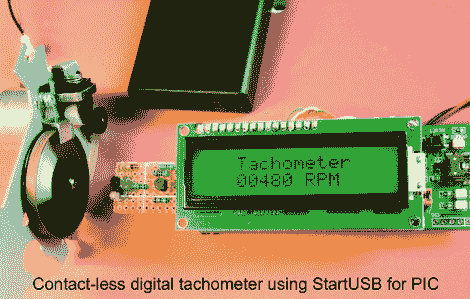 Tachometer
00480 RPM
Contact-less digital tachometer using StartUSB for PIC